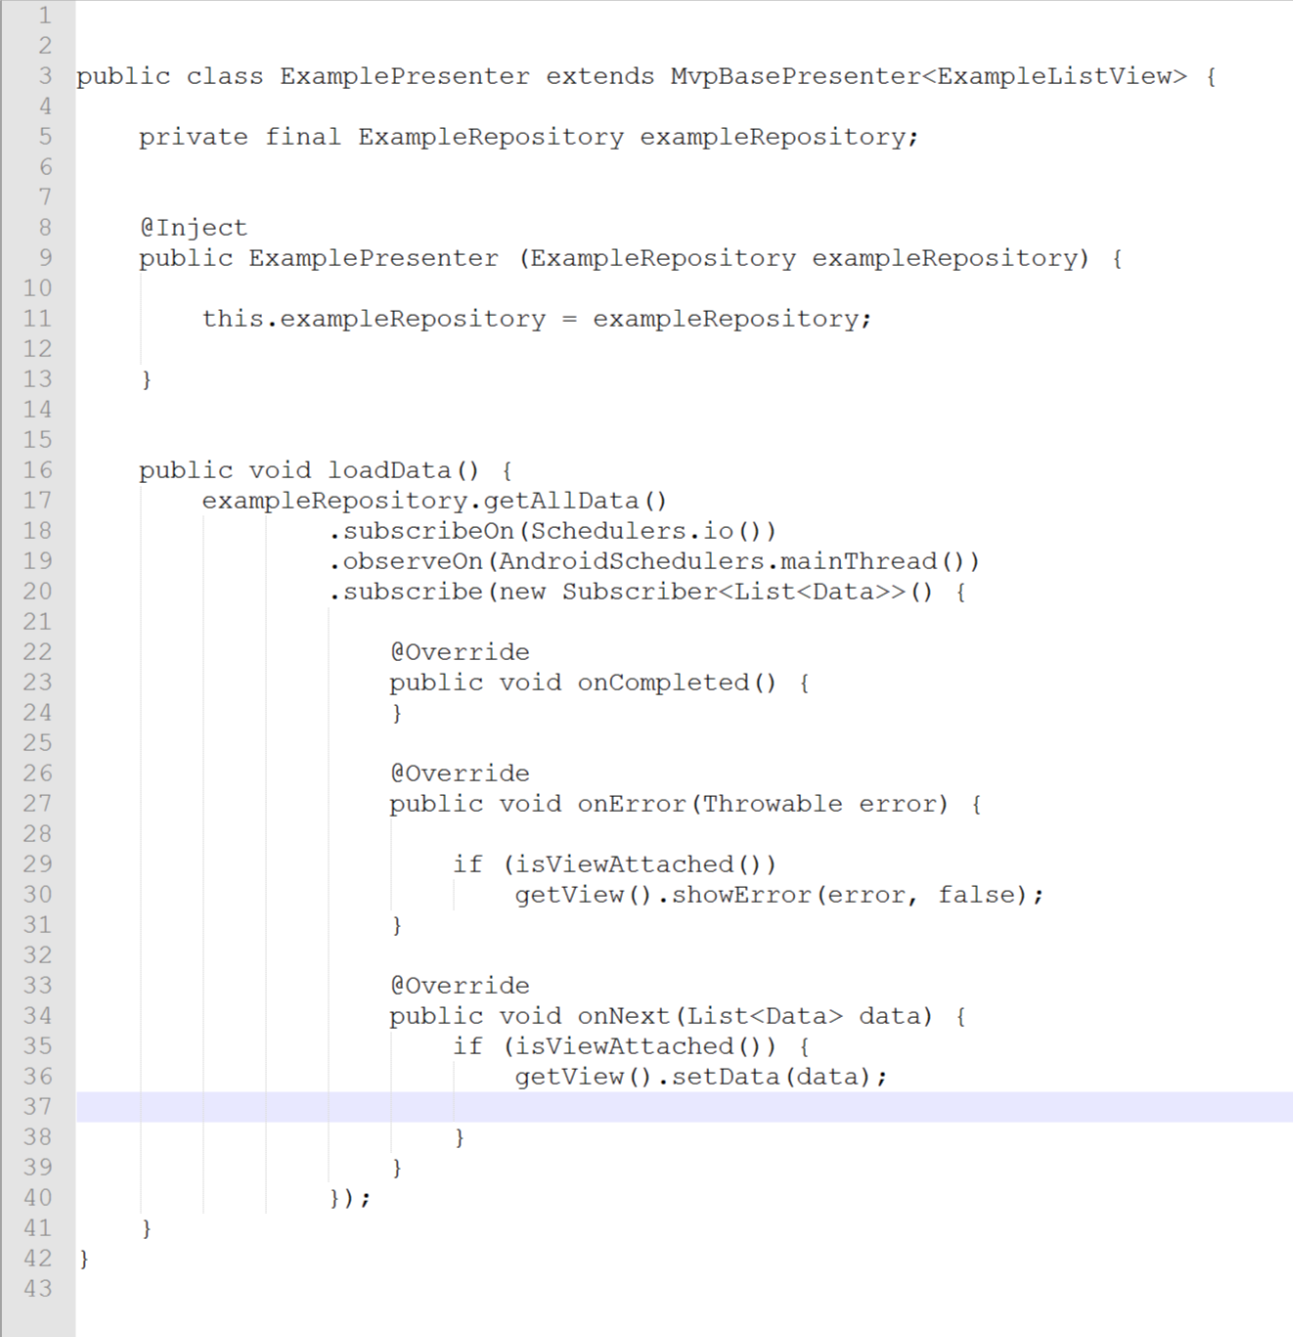 1
2
3 public class ExamplePresenter extends MvpBasePresenter<ExampleListView> {
4
5     private final ExampleRepository exampleRepository;
6
7
8     @Inject
9     public ExamplePresenter (ExampleRepository exampleRepository) {
10
11         this.exampleRepository = exampleRepository;
12
13     }
14
15
16     public void loadData() {
17         exampleRepository.getAllData()
18                 .subscribeOn(Schedulers.io())
19                 .observeOn(AndroidSchedulers.mainThread())
20                 .subscribe(new Subscriber<List<Data>>() {
21
22                     @Override
23                     public void onCompleted() {
24                     }
25
26                     @Override
27                     public void onError(Throwable error) {
28
29                         if (isViewAttached())
30                             getView().showError(error, false);
31                     }
32
33                     @Override
34                     public void onNext(List<Data> data) {
35                         if (isViewAttached()) {
36                             getView().setData(data);
37
38                         }
39                     }
40                 });
41     }
42 }
43